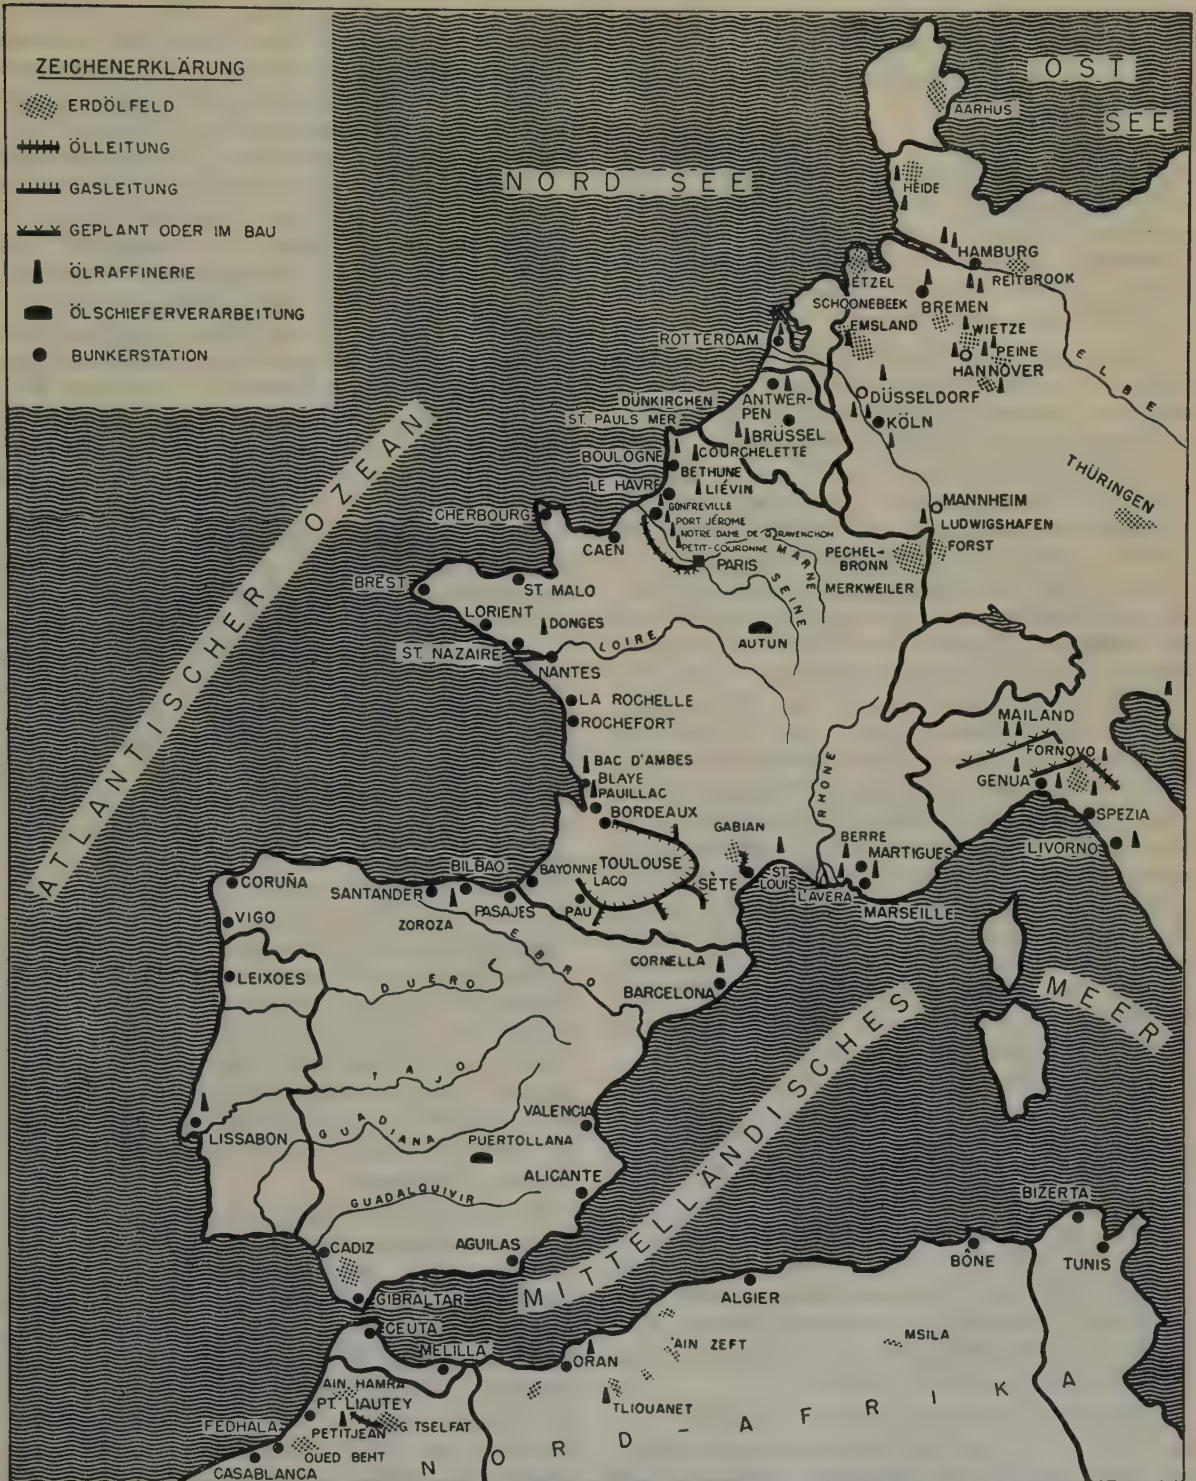 ZEICHENERKLÄRUNG
ERDÖLFELD
ÖLLEITUNG
GASLEITUNG
GEPLANT ODER IM BAU
ÖLRAFFINERIE
ÖLSCHIEFERVERARBEITUNG
BUNKERSTATION
OST
SEE
NORD SEE
AARHUS
HEIDE
HAMBURG
REITBROOK
ETZEL
SCHOONEBEEK
BREMEN
EMSLAND
WIETZE
ROTTERDAM
PEINE
HANNOVER
ELBE
DÜNKIRCHEN
ANTWER-
PEN
DÜSSELDORF
ST. PAULS MER
BRÜSSEL
KÖLN
BOULOGNE
COURCHELETTE
BETHUNE
THÜRINGEN
LE HAVRE
LIÉVIN
MANNHEIM
CHERBOURG
GONFREVILLE
LUDWIGSHAFEN
PORT JÉROME
NOTRE DAME DE GRAVENCHON
CAEN
PETIT-COURONNE
MARNE
PECHEL-
BRONN
FORST
PARIS
BREST
ST. MALO
SEINE
MERKWEILER
LORIENT
DONGES
AUTUN
ST. NAZAIRE
LOIRE
NANTES
ATLANTISCHER OZEAN
LA ROCHELLE
ROCHEFORT
MAILAND
FORNOVO
BAC D'AMBES
BLAYE
GENUA
PAUILLAC
RHONE
BORDEAUX
SPEZIA
GABIAN
BERRE
LIVORNO
MARTIGUES
BILBAO
BAYONNE
TOULOUSE
CORUÑA
SANTANDER
LACQ
SÈTE
ST.
LOUIS
L'AVERA
PASAJES
PAU
MARSEILLE
VIGO
ZOROZA
EBRO
CORNELLA
LEIXOES
DUERO
BARCELONA
MEER
TAJO
LISSABON
GUADIANA
VALENCIA
PUERTOLLANA
ALICANTE
GUADALQUIVIR
MITTELLÄNDISCHES
BIZERTA
CADIZ
AGUILAS
BÔNE
TUNIS
GIBRALTAR
ALGIER
CEUTA
MELILLA
ORAN
AIN ZEFT
MSILA
AIN HAMRA
PT. LIAUTEY
TLIOUANET
FEDHALA
PETITJEAN
G. TSELFAT
OUED BEHT
CASABLANCA
NORD-AFRIKA